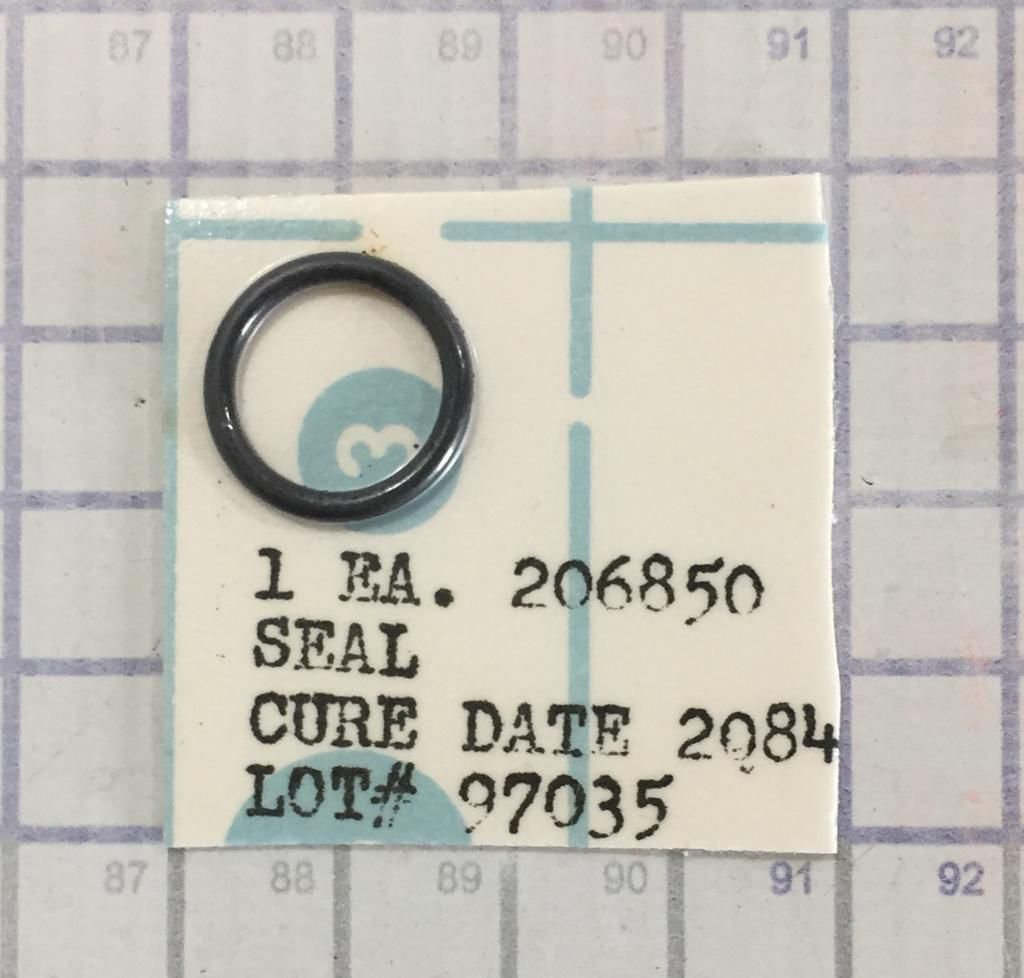 87 88 89 90 91 92
3
1 EA. 206850
SEAL
CURE DATE 2Q84
LOT# 97035
87 88 89 90 91 92